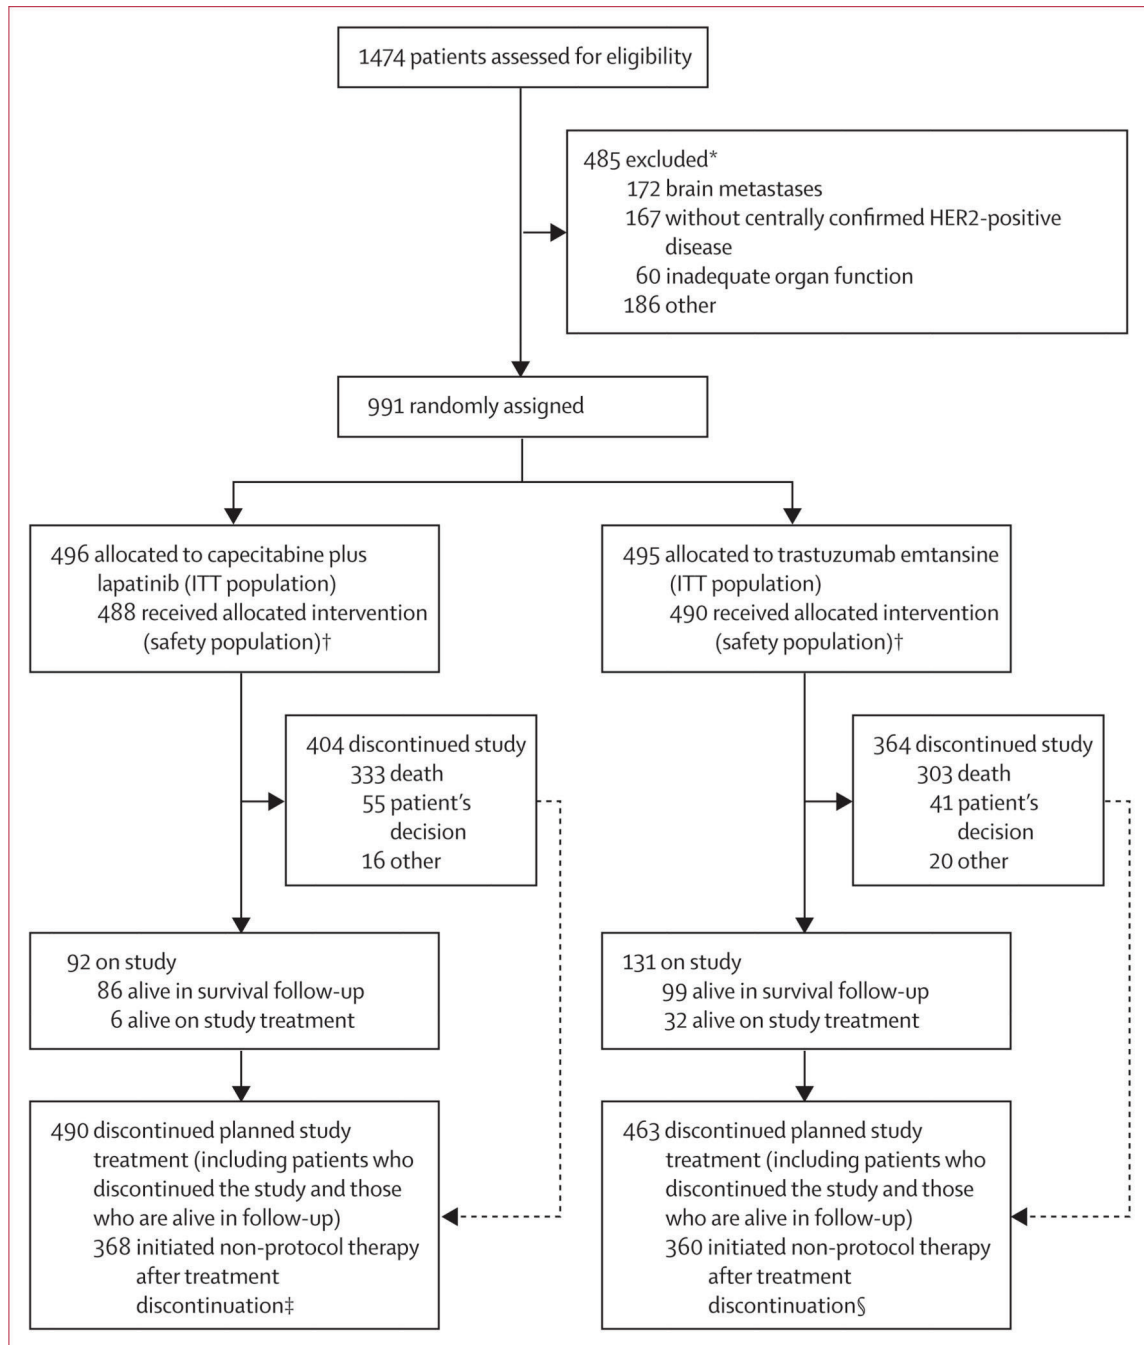 1474 patients assessed for eligibility
485 excluded*
172 brain metastases
167 without centrally confirmed HER2-positive
disease
60 inadequate organ function
186 other
991 randomly assigned
496 allocated to capecitabine plus
lapatinib (ITT population)
488 received allocated intervention
(safety population)†
495 allocated to trastuzumab emtansine
(ITT population)
490 received allocated intervention
(safety population)†
404 discontinued study
333 death
55 patient's
decision
16 other
364 discontinued study
303 death
41 patient's
decision
20 other
92 on study
86 alive in survival follow-up
6 alive on study treatment
131 on study
99 alive in survival follow-up
32 alive on study treatment
490 discontinued planned study
treatment (including patients who
discontinued the study and those
who are alive in follow-up)
368 initiated non-protocol therapy
after treatment
discontinuation‡
463 discontinued planned study
treatment (including patients who
discontinued the study and those
who are alive in follow-up)
360 initiated non-protocol therapy
after treatment
discontinuation§